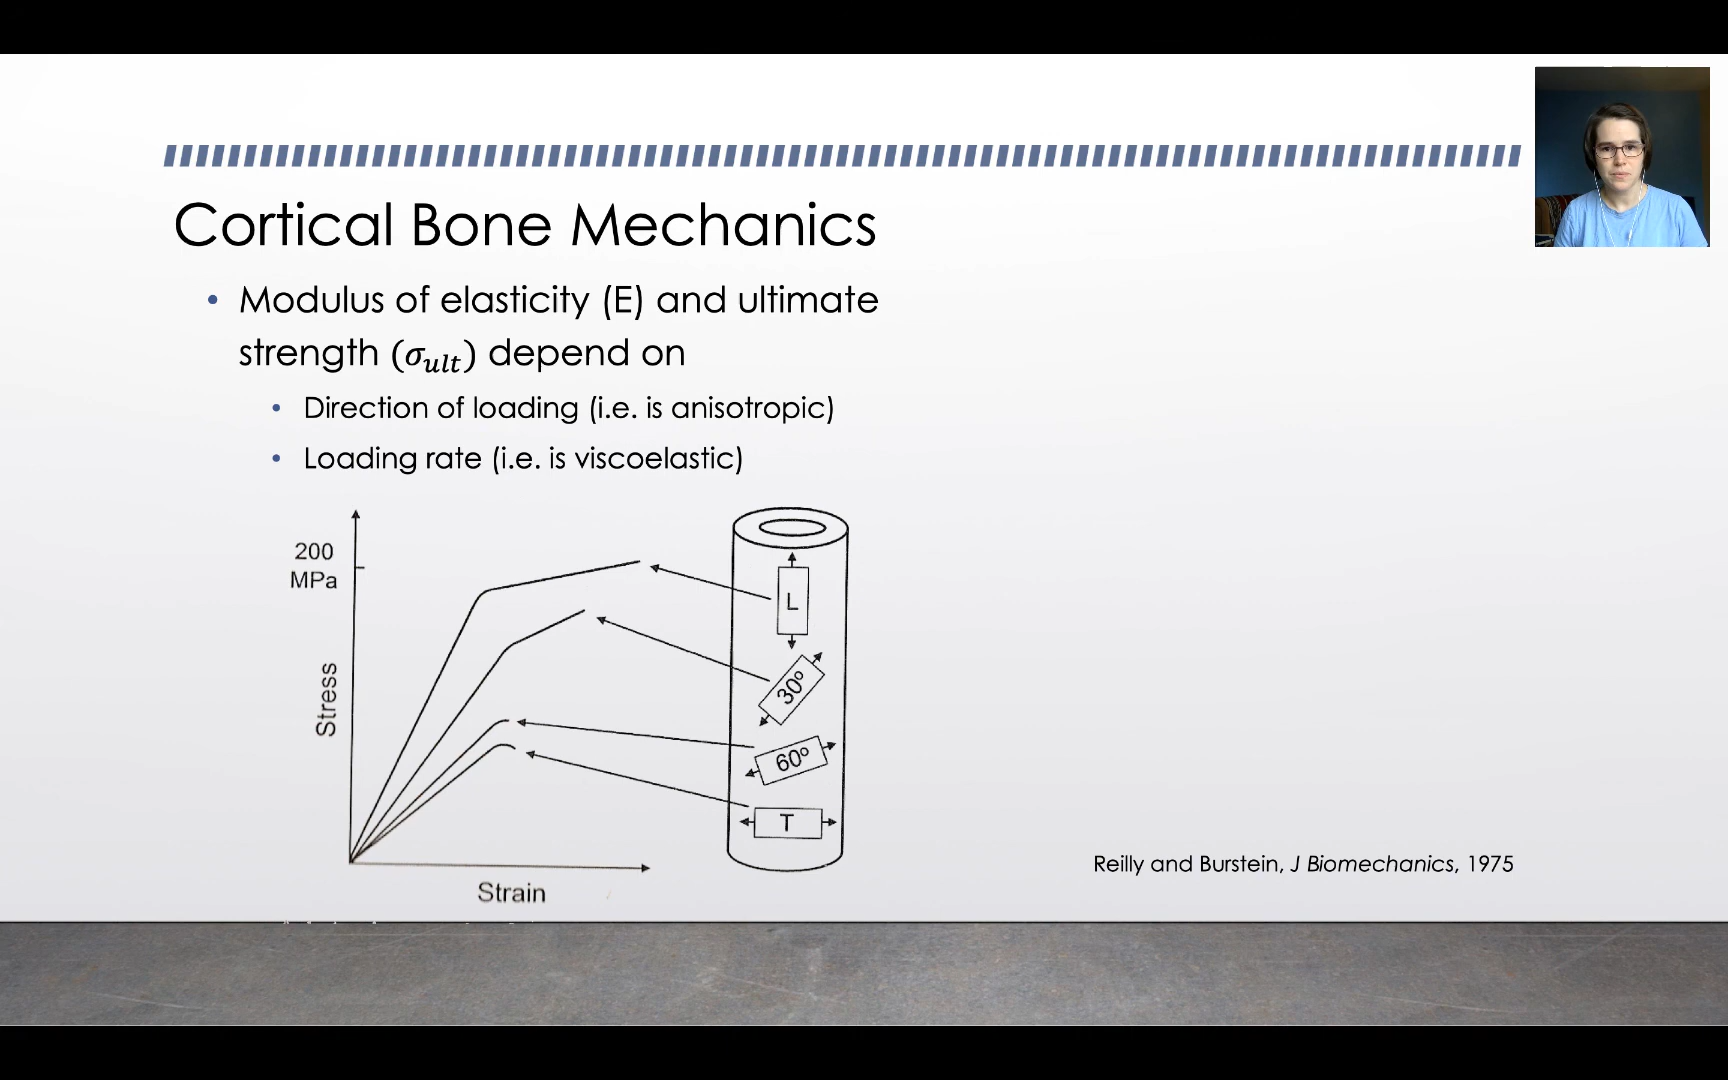 Cortical Bone Mechanics
• Modulus of elasticity (E) and ultimate
strength (σ_ult) depend on
• Direction of loading (i.e. is anisotropic)
• Loading rate (i.e. is viscoelastic)
200
MPa
Stress
Strain
L
30°
60°
T
Reilly and Burstein, J Biomechanics, 1975